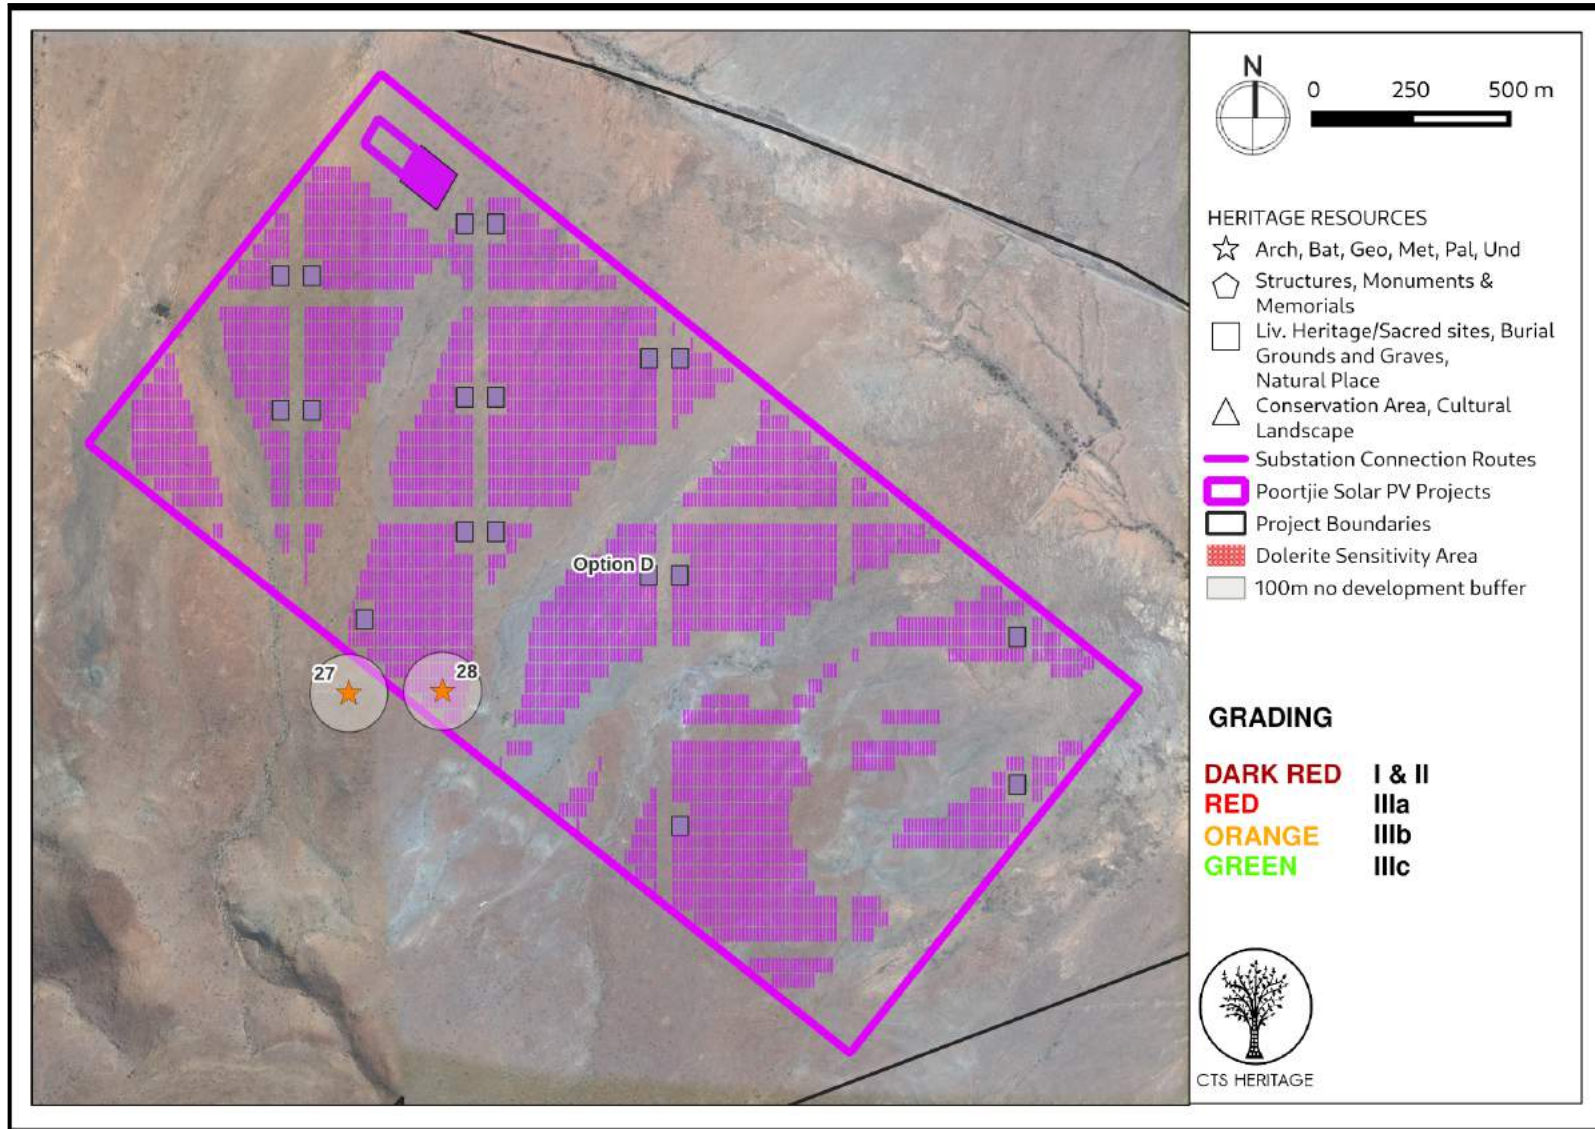 N
0 250 500 m
HERITAGE RESOURCES
Arch, Bat, Geo, Met, Pal, Und
Structures, Monuments &
Memorials
Liv. Heritage/Sacred sites, Burial
Grounds and Graves,
Natural Place
Conservation Area, Cultural
Landscape
Substation Connection Routes
Poortjie Solar PV Projects
Project Boundaries
Dolerite Sensitivity Area
100m no development buffer
Option D
27
28
GRADING
DARK RED I & II
RED IIIa
ORANGE IIIb
GREEN IIIc
CTS HERITAGE